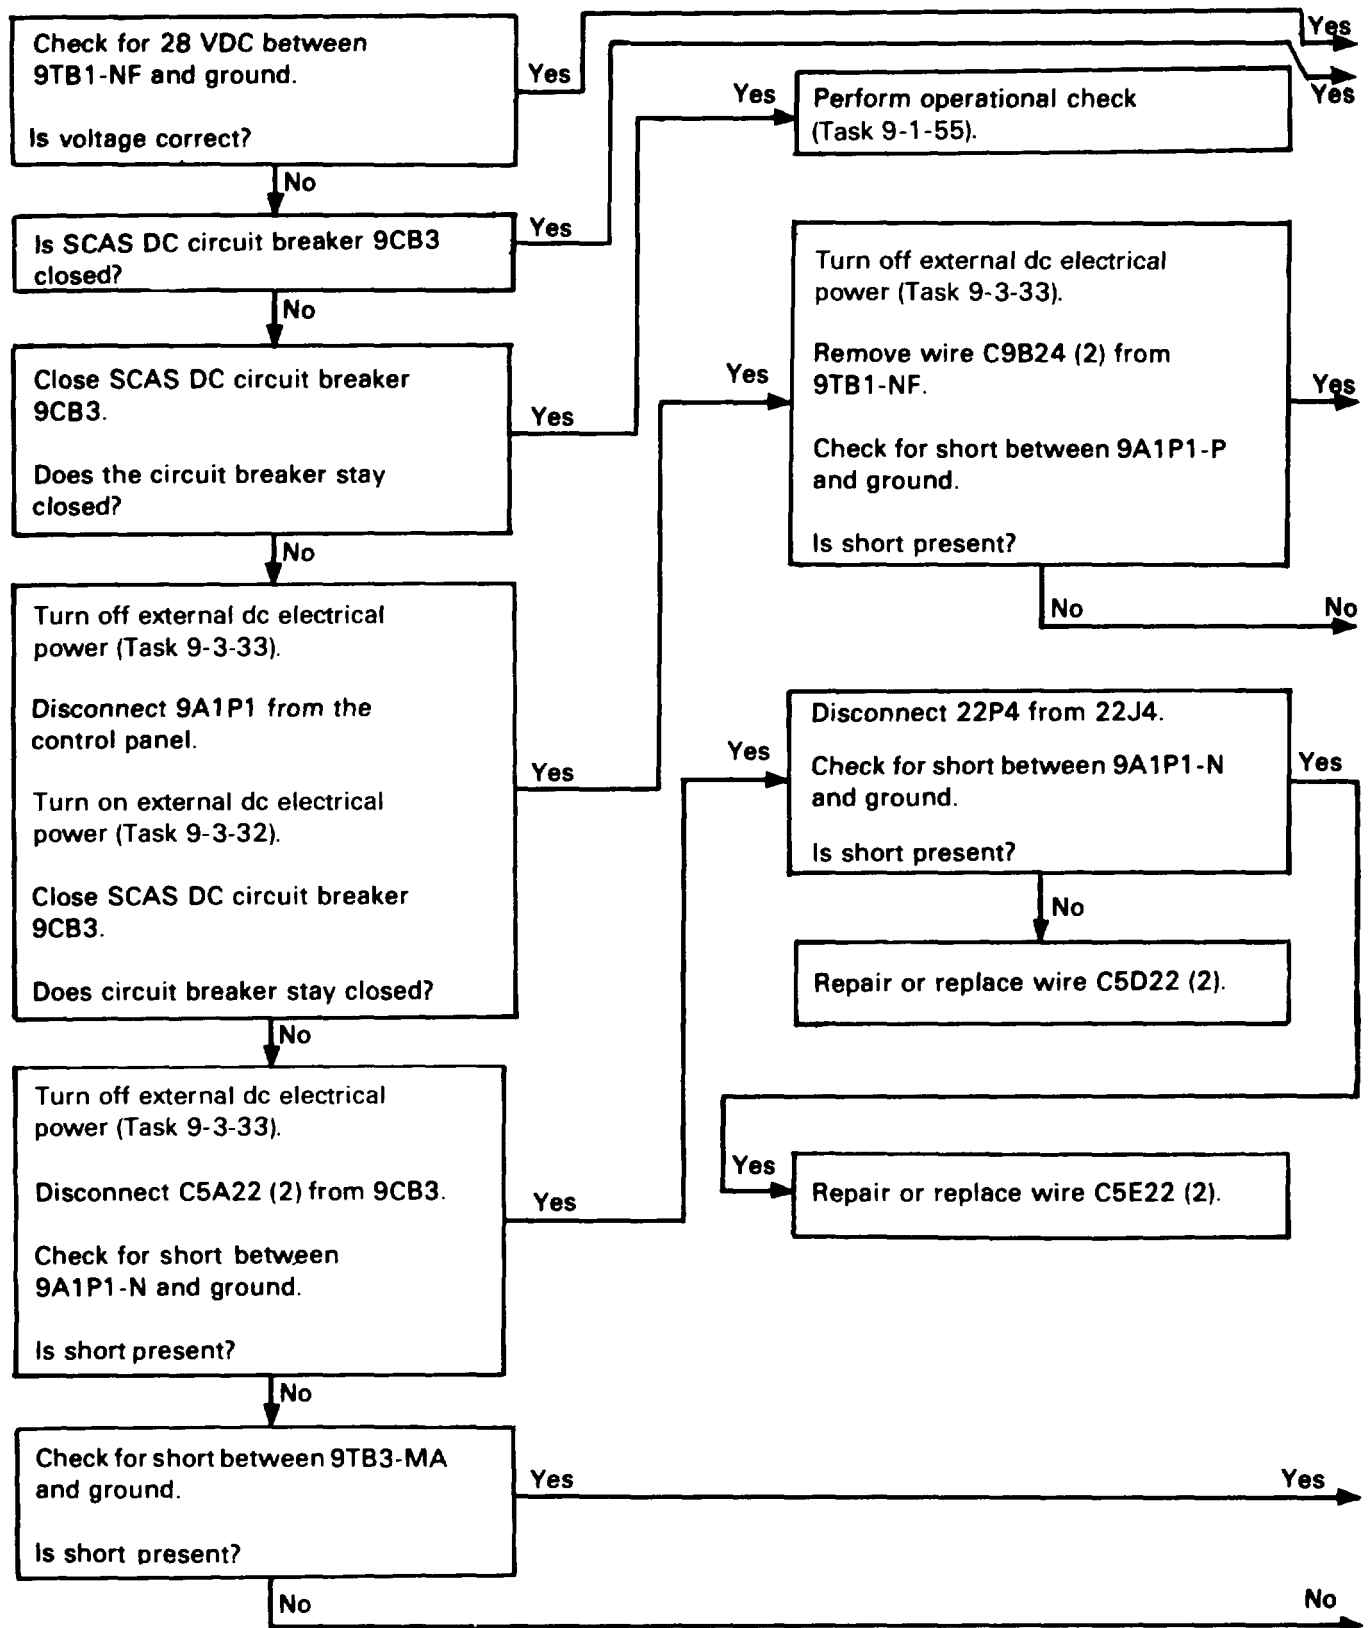 Check for 28 VDC between
9TB1-NF and ground.
Is voltage correct?
Yes
Yes
No
Is SCAS DC circuit breaker 9CB3
closed?
Yes
Yes
No
Close SCAS DC circuit breaker
9CB3.
Does the circuit breaker stay
closed?
Yes
Yes
Perform operational check
(Task 9-1-55).
No
Turn off external dc electrical
power (Task 9-3-33).
Disconnect 9A1P1 from the
control panel.
Turn on external dc electrical
power (Task 9-3-32).
Close SCAS DC circuit breaker
9CB3.
Does circuit breaker stay closed?
Yes
Yes
Turn off external dc electrical
power (Task 9-3-33).
Remove wire C9B24 (2) from
9TB1-NF.
Check for short between 9A1P1-P
and ground.
Is short present?
Yes
No
No
No
Turn off external dc electrical
power (Task 9-3-33).
Disconnect C5A22 (2) from 9CB3.
Check for short between
9A1P1-N and ground.
Is short present?
Yes
Yes
Disconnect 22P4 from 22J4.
Check for short between 9A1P1-N
and ground.
Is short present?
Yes
No
Repair or replace wire C5D22 (2).
Yes
Repair or replace wire C5E22 (2).
No
Check for short between 9TB3-MA
and ground.
Is short present?
Yes
Yes
No
No